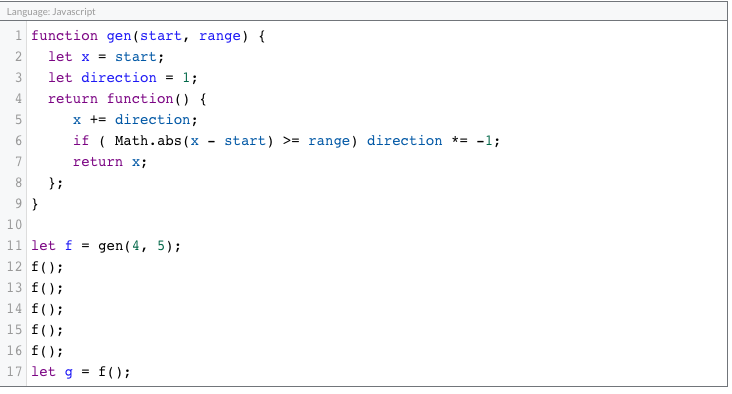 Language: Javascript
1 function gen(start, range) {
2   let x = start;
3   let direction = 1;
4   return function() {
5      x += direction;
6      if ( Math.abs(x - start) >= range) direction *= -1;
7      return x;
8   };
9 }
10
11 let f = gen(4, 5);
12 f();
13 f();
14 f();
15 f();
16 f();
17 let g = f();